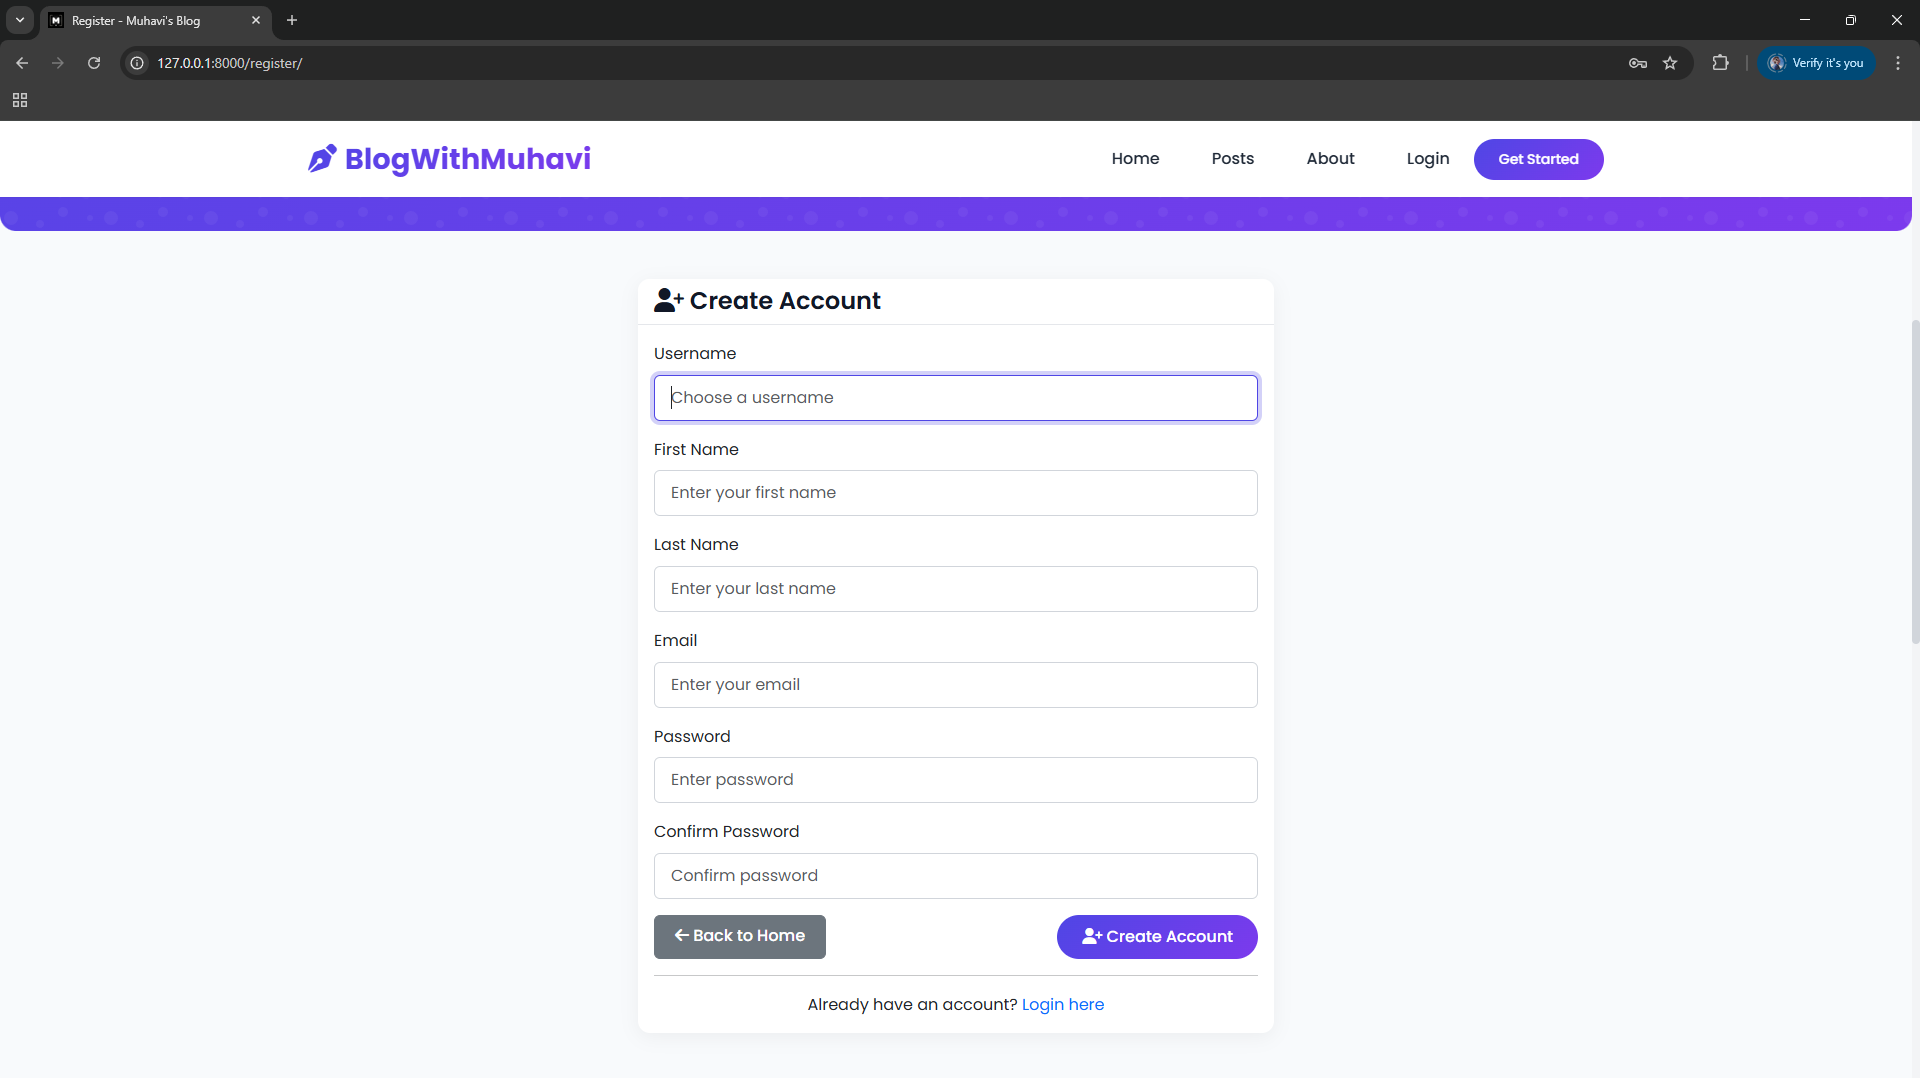 Register - Muhavi's Blog
127.0.0.1:8000/register/
Verify it's you
BlogWithMuhavi
Home
Posts
About
Login
Get Started
Create Account
Username
Choose a username
First Name
Enter your first name
Last Name
Enter your last name
Email
Enter your email
Password
Enter password
Confirm Password
Confirm password
Back to Home
Create Account
Already have an account? Login here